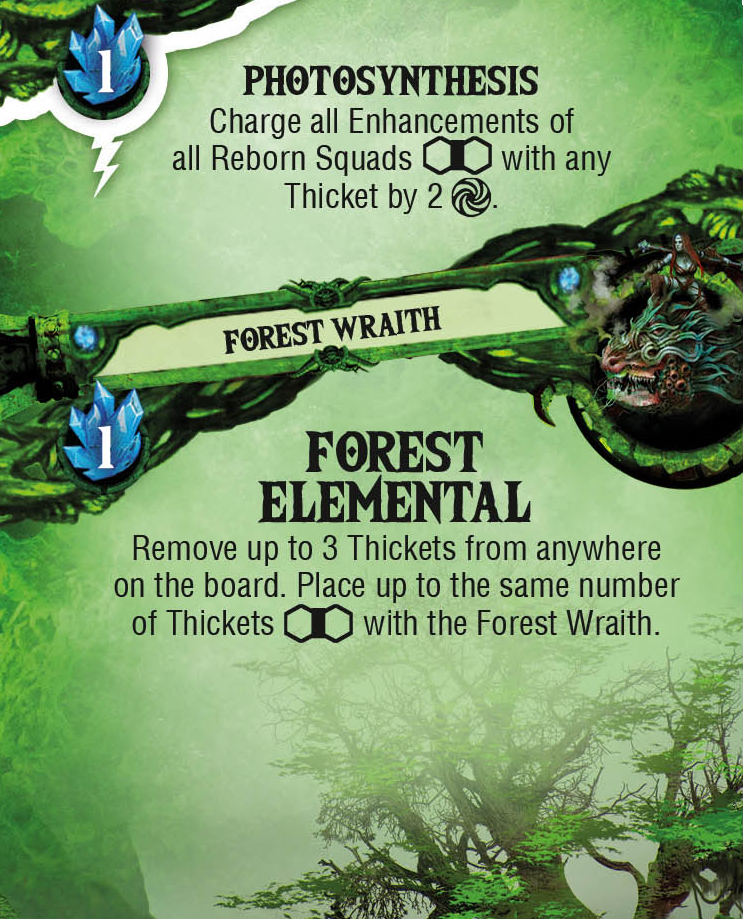 1
PHOTOSYNTHESIS
Charge all Enhancements of
all Reborn Squads with any
Thicket by 2 .
FOREST WRAITH
1
FOREST
ELEMENTAL
Remove up to 3 Thickets from anywhere
on the board. Place up to the same number
of Thickets with the Forest Wraith.